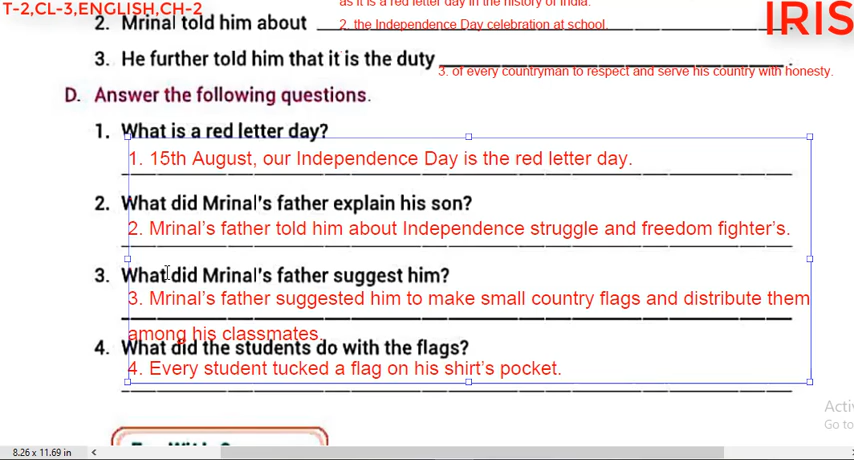 T-2,CL-3,ENGLISH,CH-2
as it is a red letter day in the history of India.
IRIS
2. Mrinal told him about
2. the Independence Day celebration at school.
3. He further told him that it is the duty
3. of every countryman to respect and serve his country with honesty.
D. Answer the following questions.
1. What is a red letter day?
1. 15th August, our Independence Day is the red letter day.
2. What did Mrinal's father explain his son?
2. Mrinal's father told him about Independence struggle and freedom fighter's.
3. What did Mrinal's father suggest him?
3. Mrinal's father suggested him to make small country flags and distribute them
among his classmates.
4. What did the students do with the flags?
4. Every student tucked a flag on his shirt's pocket.
Go to
8.26 x 11.69 in